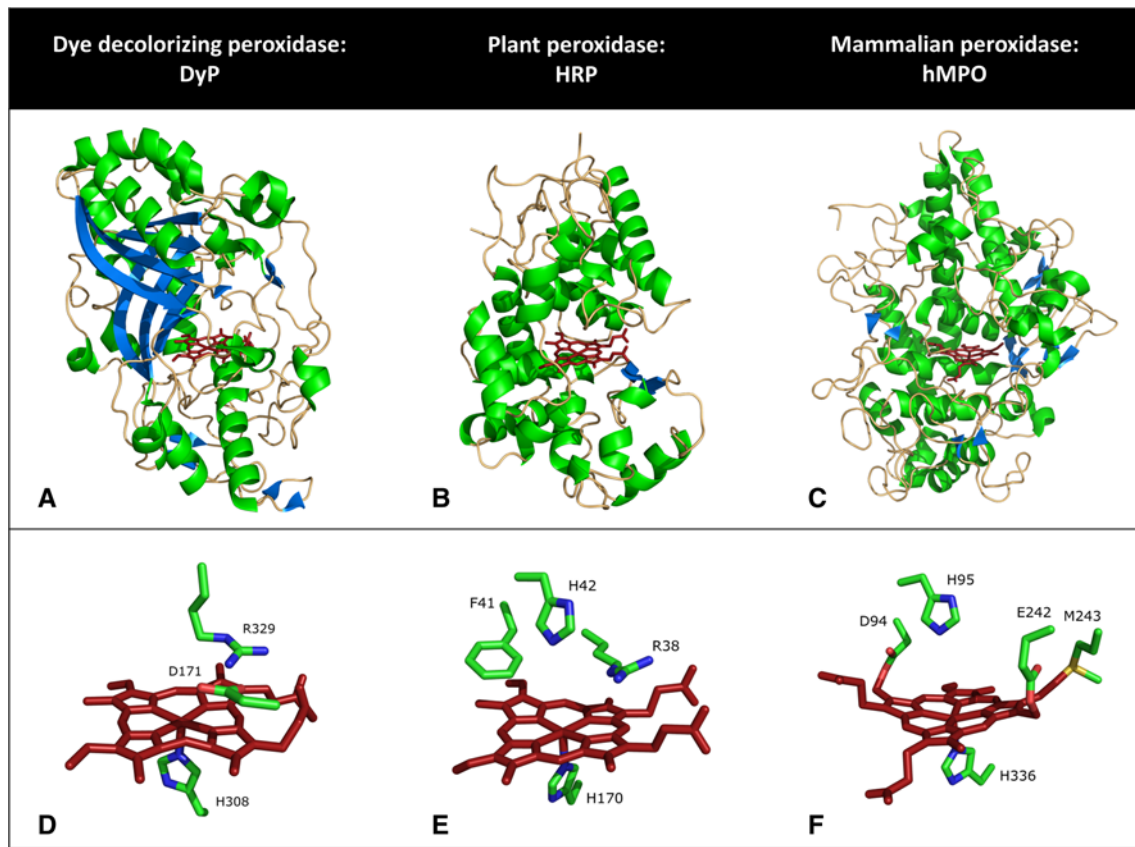 Dye decolorizing peroxidase:
DyP
Plant peroxidase:
HRP
Mammalian peroxidase:
hMPO
A
B
C
R329
D171
H308
D
F41
H42
R38
H170
E
H95
D94
E242
M243
H336
F